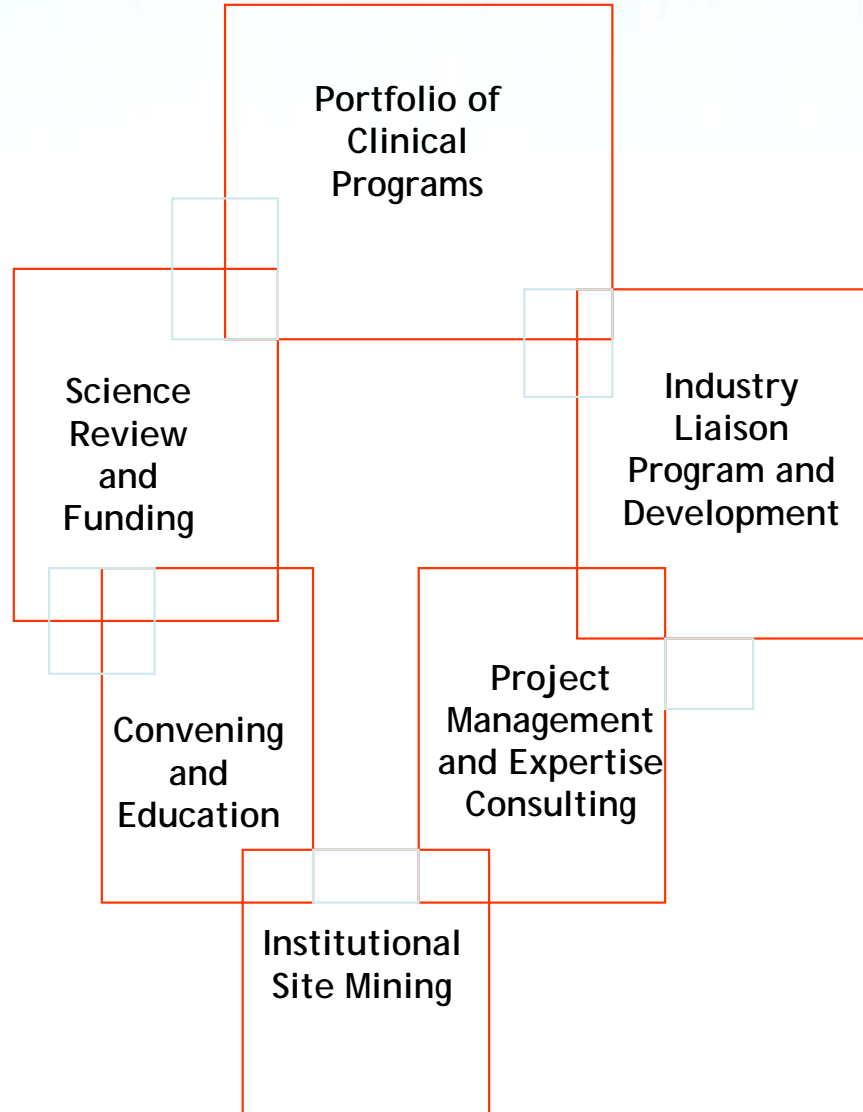 Portfolio of
Clinical
Programs
Science
Review
and
Funding
Industry
Liaison
Program and
Development
Convening
and
Education
Project
Management
and Expertise
Consulting
Institutional
Site Mining